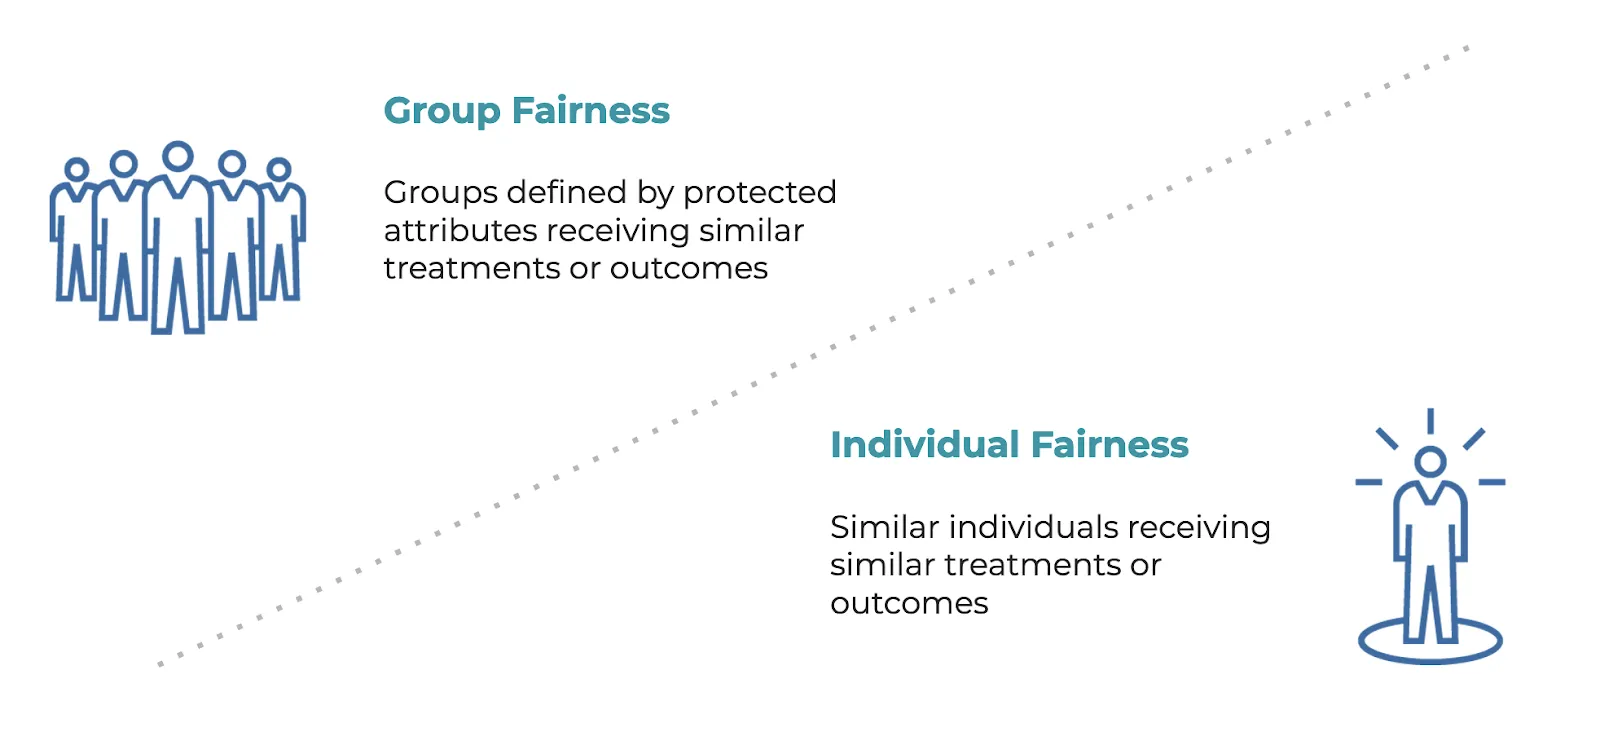 Group Fairness
Groups defined by protected
attributes receiving similar
treatments or outcomes
Individual Fairness
Similar individuals receiving
similar treatments or
outcomes